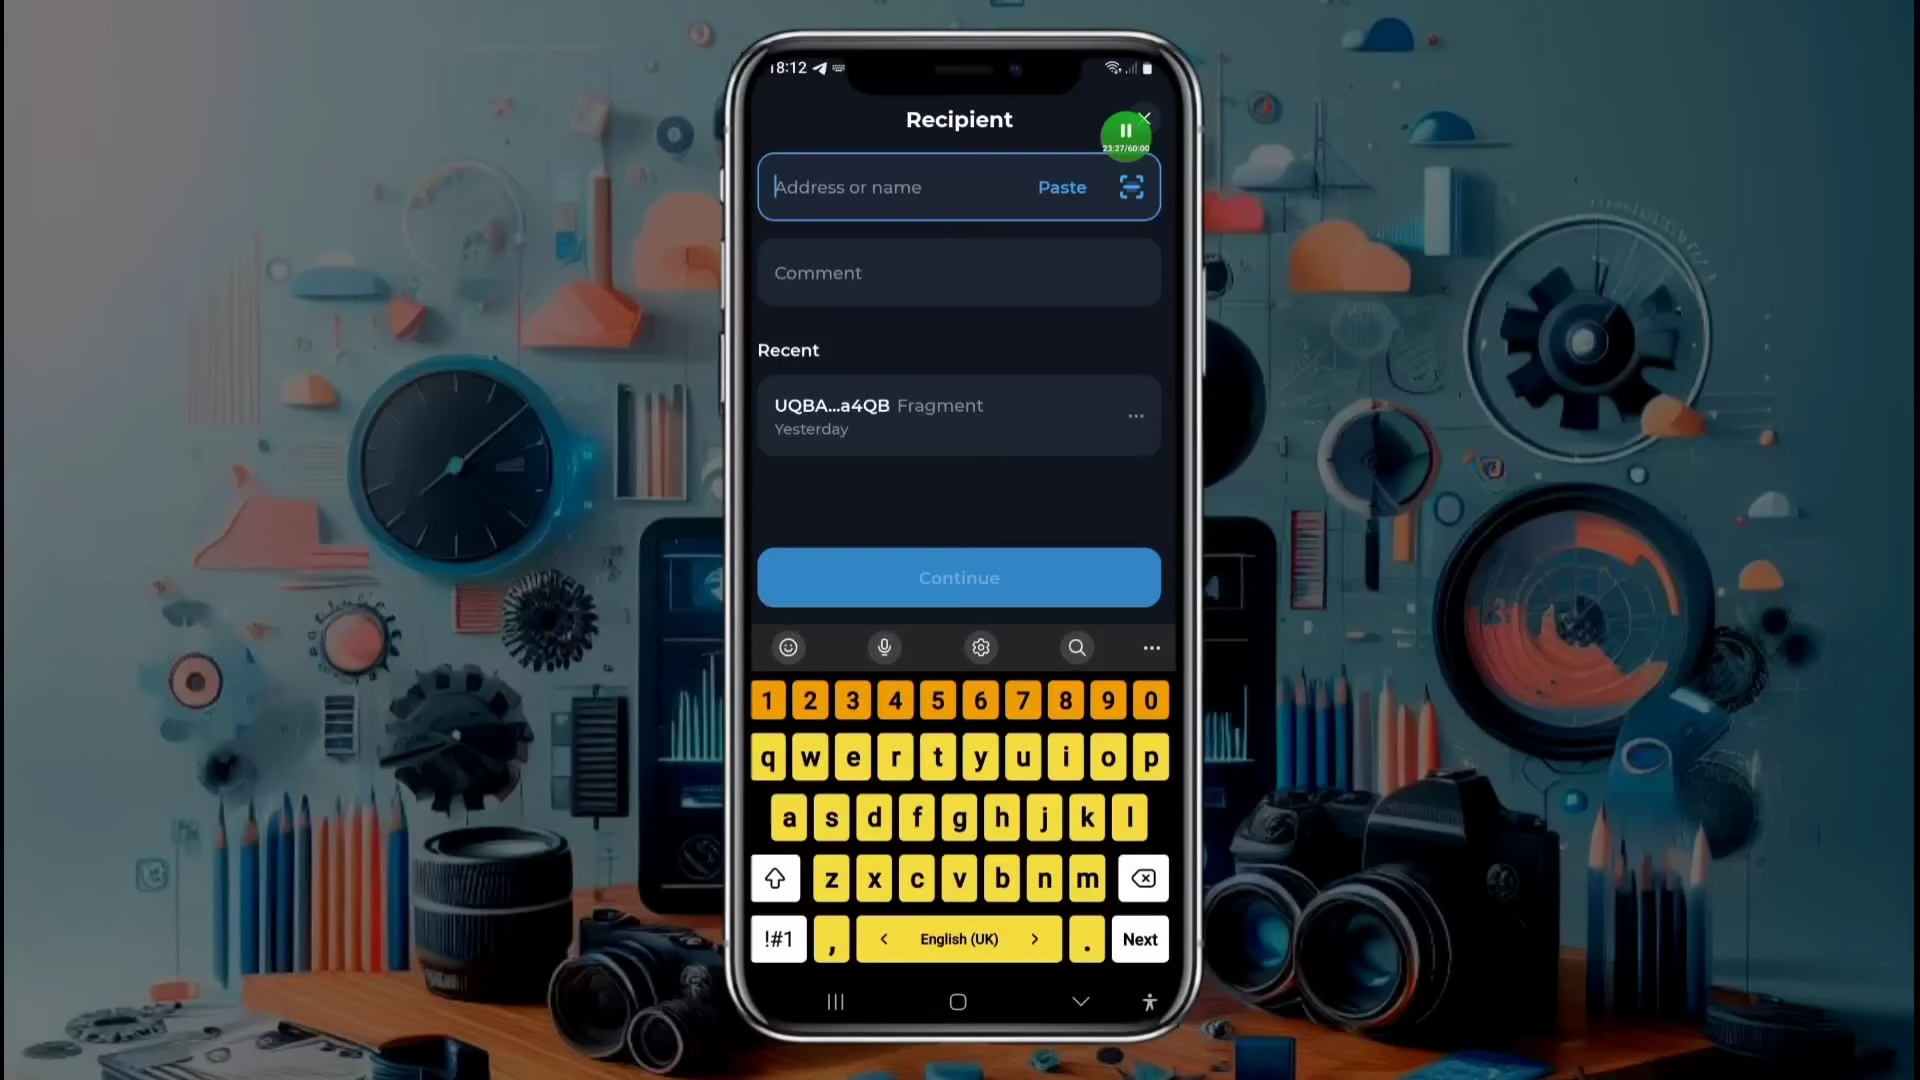 18:12
Recipient
23:27/60:00
Address or name Paste
Comment
Recent
UQBA...a4QB Fragment
Yesterday
Continue
1 2 3 4 5 6 7 8 9 0
q w e r t y u i o p
a s d f g h j k l
z x c v b n m
!#1 , < English (UK) > . Next